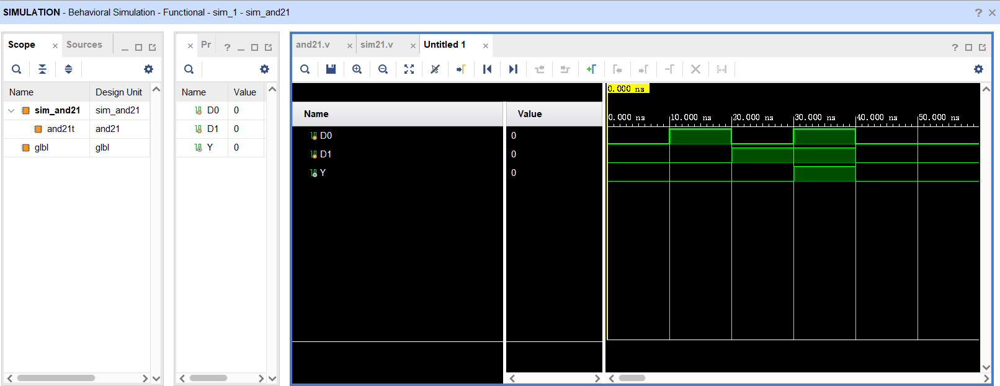 SIMULATION - Behavioral Simulation - Functional - sim_1 - sim_and21
Scope
Sources
Name
Design Unit
sim_and21
sim_and21
and21t
and21
glbl
glbl
Pr
Name
Value
D0
0
D1
0
Y
0
and21.v
sim21.v
Untitled 1
Name
Value
D0
0
D1
0
Y
0
0.000 ns
0.000 ns
10.000 ns
20.000 ns
30.000 ns
40.000 ns
50.000 ns